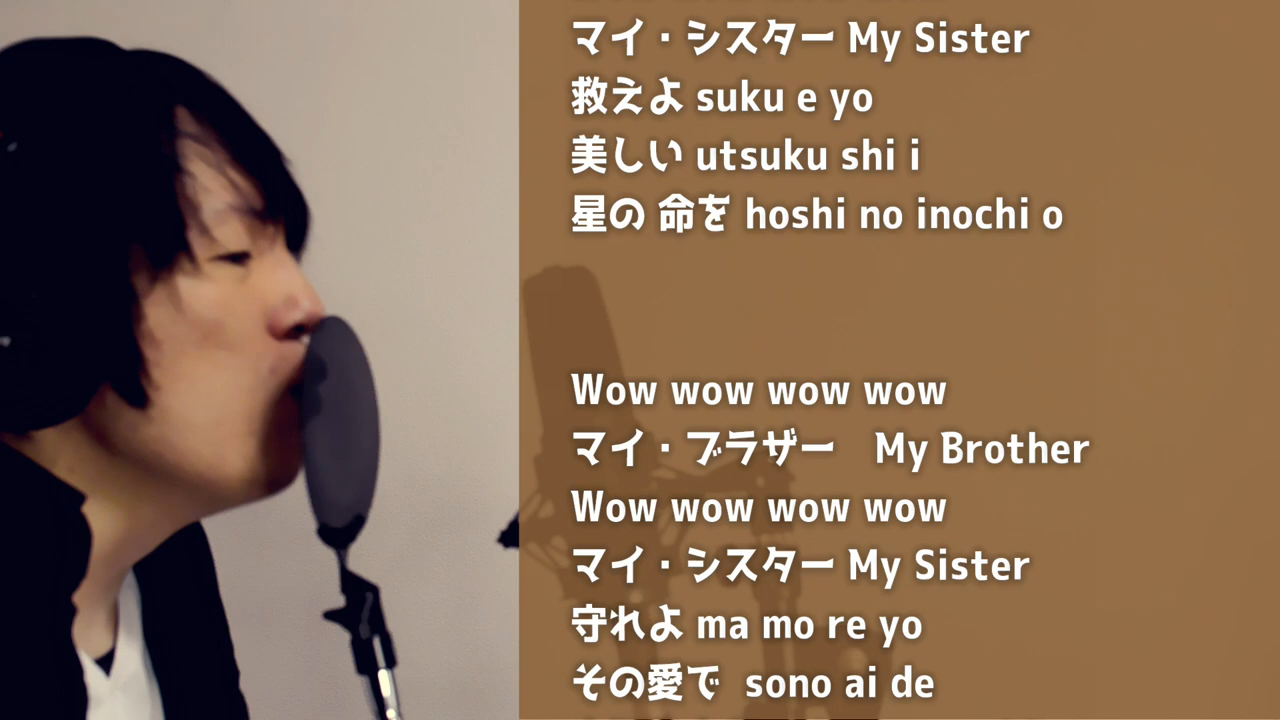 マイ・シスター My Sister
救えよ suku e yo
美しい utsuku shi i
星の 命を hoshi no inochi o
Wow wow wow wow
マイ・ブラザー　My Brother
Wow wow wow wow
マイ・シスター My Sister
守れよ ma mo re yo
その愛で sono ai de